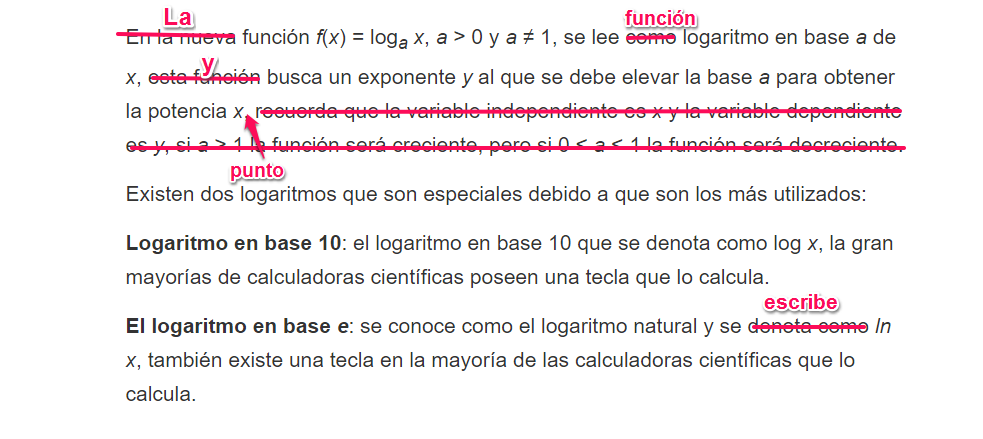 La función
En la nueva función f(x) = logₐ x, a > 0 y a ≠ 1, se lee como logaritmo en base a de
y
x, esta función busca un exponente y al que se debe elevar la base a para obtener
la potencia x, recuerda que la variable independiente es x y la variable dependiente
es y, si a > 1 la función será creciente, pero si 0 < a < 1 la función será decreciente.
punto
Existen dos logaritmos que son especiales debido a que son los más utilizados:
Logaritmo en base 10: el logaritmo en base 10 que se denota como log x, la gran
mayorías de calculadoras científicas poseen una tecla que lo calcula.
escribe
El logaritmo en base e: se conoce como el logaritmo natural y se denota como ln
x, también existe una tecla en la mayoría de las calculadoras científicas que lo
calcula.